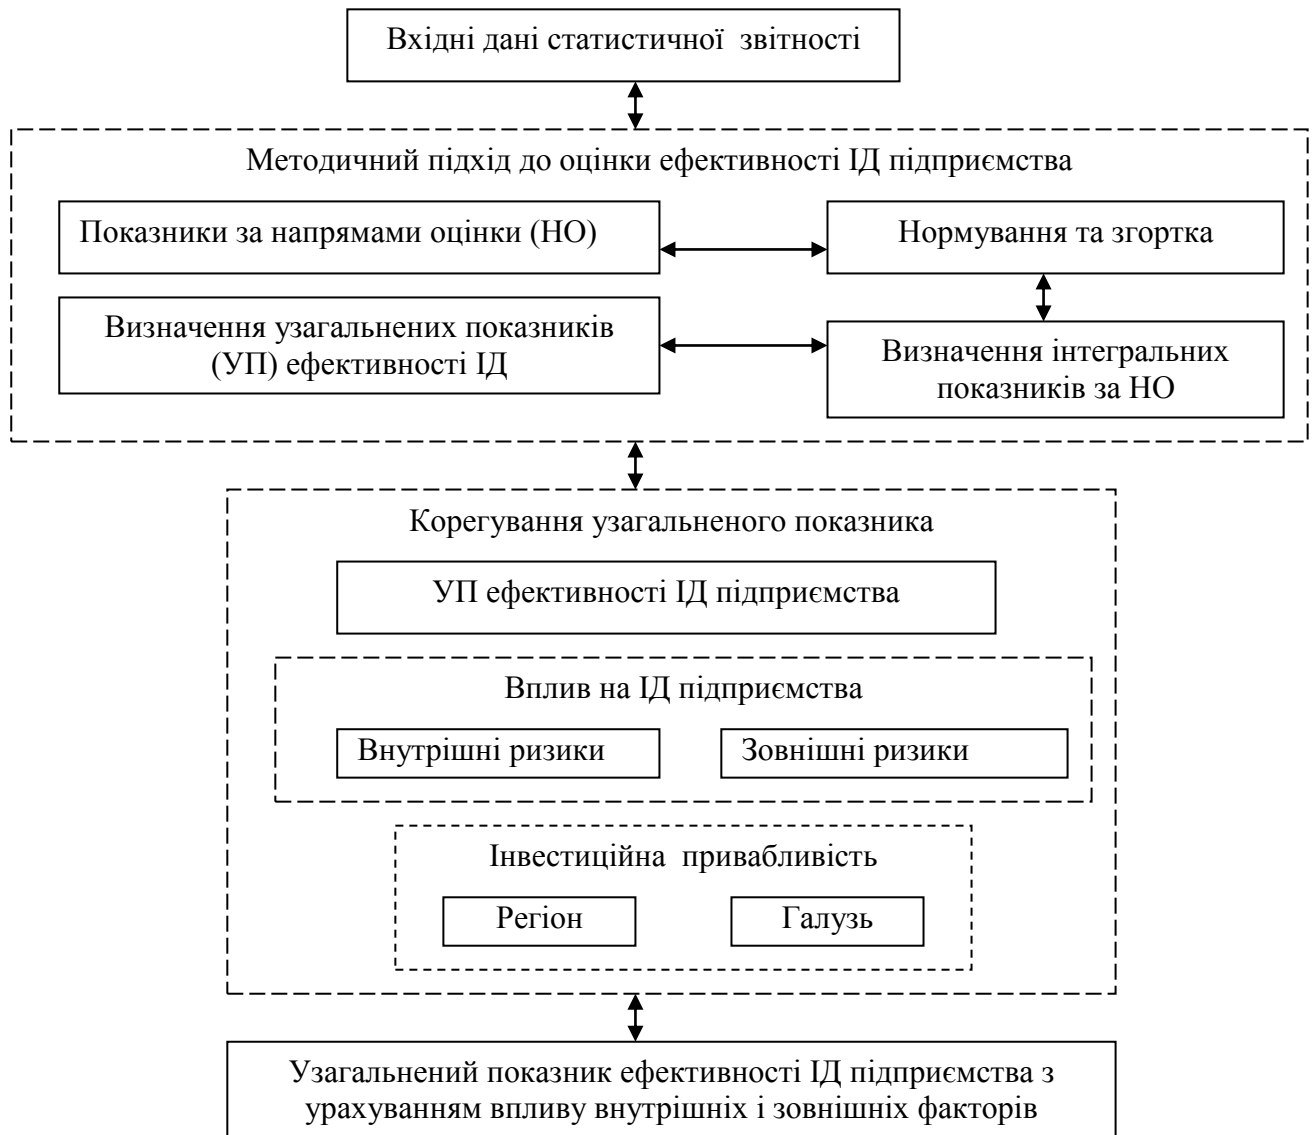 Вхідні дані статистичної звітності
Методичний підхід до оцінки ефективності ІД підприємства
Показники за напрямами оцінки (НО)
Нормування та згортка
Визначення узагальнених показників
(УП) ефективності ІД
Визначення інтегральних
показників за НО
Корегування узагальненого показника
УП ефективності ІД підприємства
Вплив на ІД підприємства
Внутрішні ризики
Зовнішні ризики
Інвестиційна привабливість
Регіон
Галузь
Узагальнений показник ефективності ІД підприємства з
урахуванням впливу внутрішніх і зовнішніх факторів